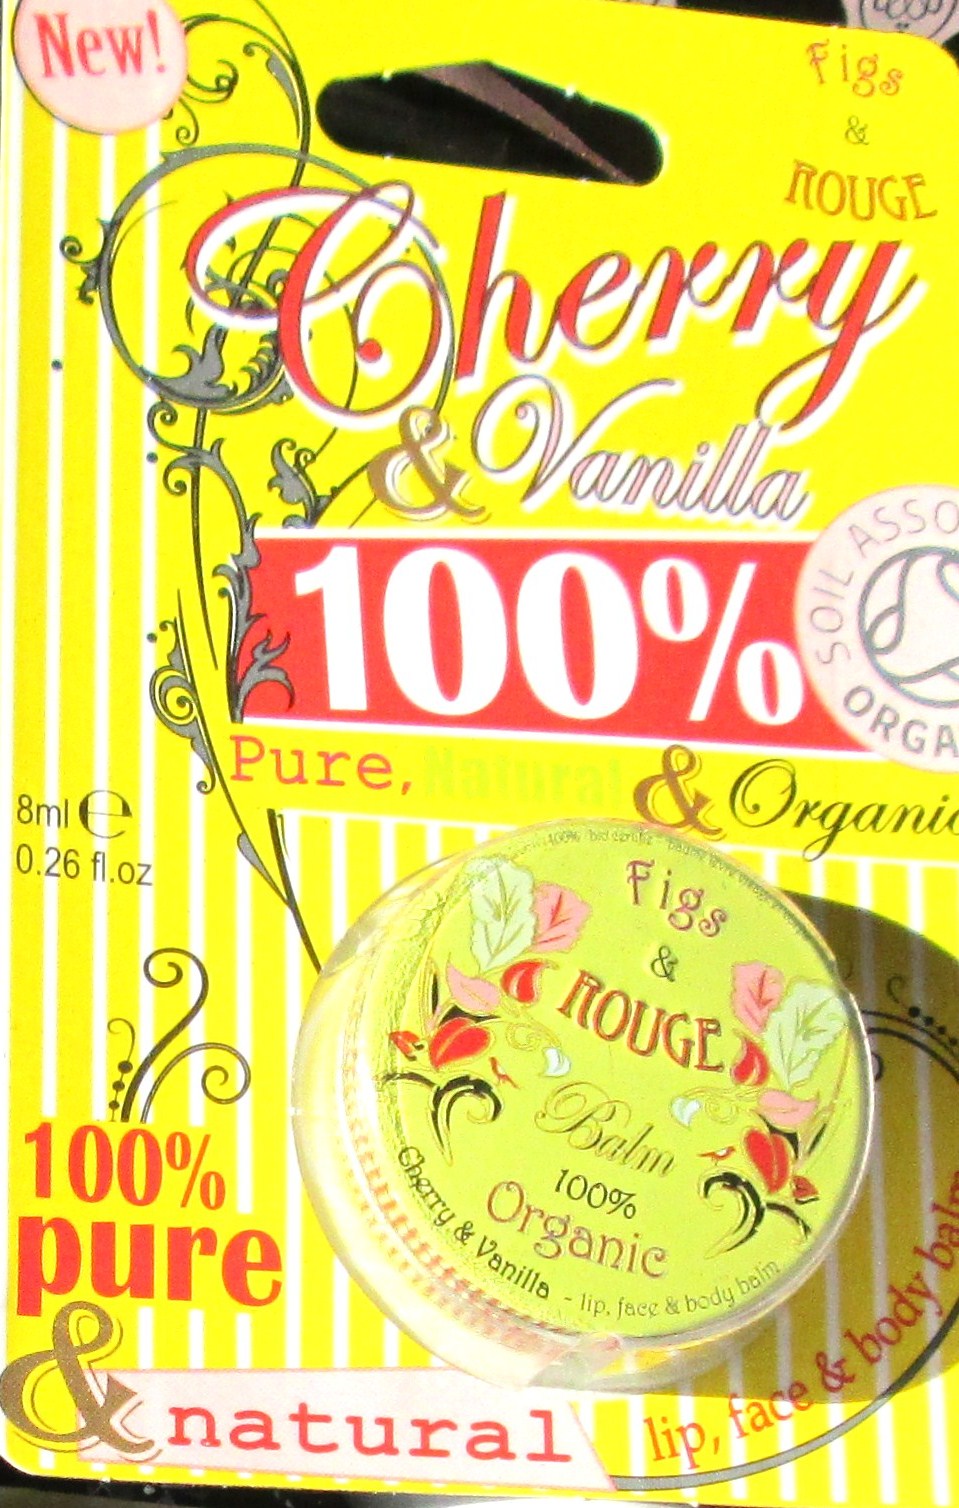 New!
Figs
&
ROUGE
Cherry
& Vanilla
100%
SOIL ASSO
ORGA
Pure, Natural & Organic
8ml e
0.26 fl.oz
Figs
&
ROUGE
Balm
100%
Organic
Cherry & Vanilla - lip, face & body balm
100%
pure
& natural
lip, face & body balm